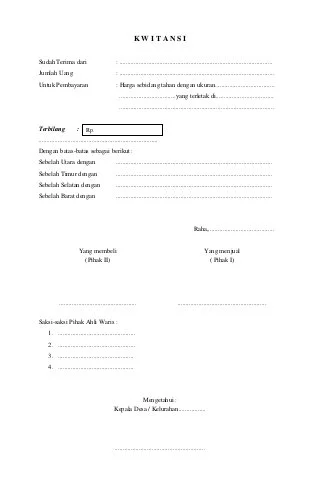 K W I T A N S I
Sudah Terima dari : ...............................................................................
Jumlah Uang : ...............................................................................
Untuk Pembayaran : Harga sebidang tahan dengan ukuran..............................
..............................yang terletak di..............................
...............................................................................
Terbilang : Rp
............................................................
Dengan batas-batas sebagai berikut:
Sebelah Utara dengan ...............................................................................
Sebelah Timur dengan ...............................................................................
Sebelah Selatan dengan ...............................................................................
Sebelah Barat dengan ...............................................................................
Raha,..................................
Yang membeli Yang menjual
( Pihak II) ( Pihak I)
........................................ ..............................................
Saksi-saksi Pihak Ahli Waris :
1. ........................................
2. ........................................
3. ........................................
4. ........................................
Mengetahui:
Kepala Desa / Kelurahan..............
..............................................